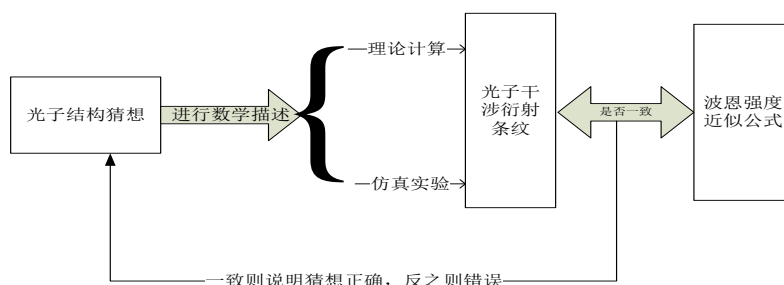 理论计算
光子结构猜想
进行数学描述
光子干
涉衍射
条纹
是否一致
波恩强度
近似公式
仿真实验
一致则说明猜想正确，反之则错误